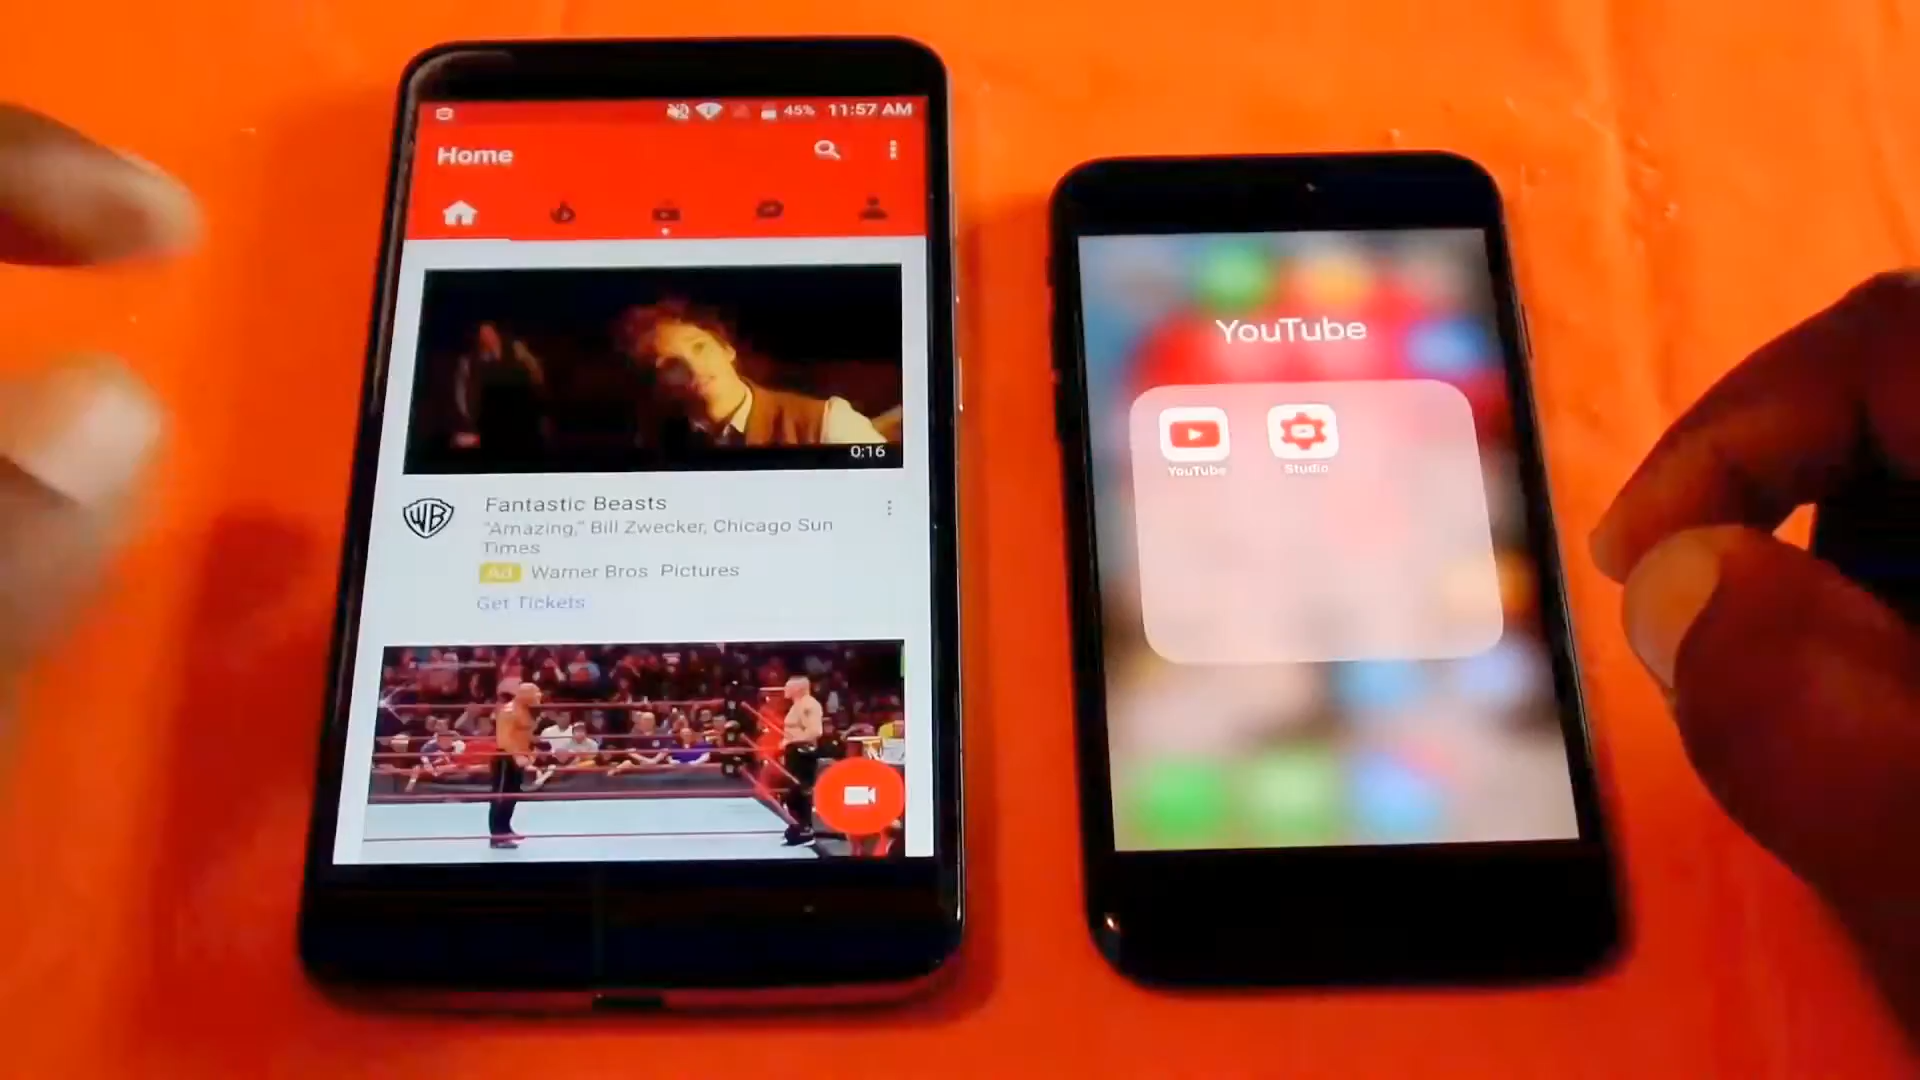 45% 11:57 AM
Home
0:16
WB
Fantastic Beasts
"Amazing," Bill Zwecker, Chicago Sun
Times
Ad Warner Bros. Pictures
Get Tickets
YouTube
YouTube
Studio